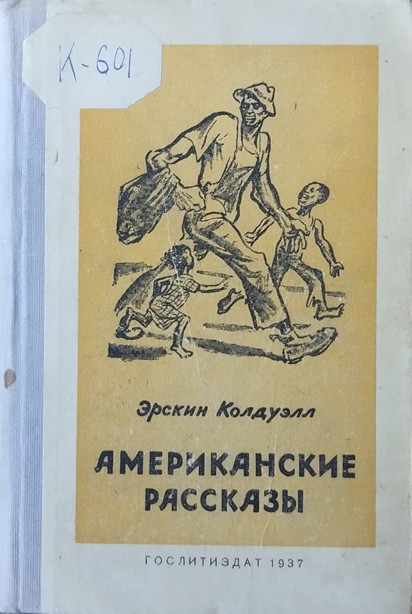 К-601
Эрскин Колдуэлл
АМЕРИКАНСКИЕ
РАССКАЗЫ
ГОСЛИТИЗДАТ 1937